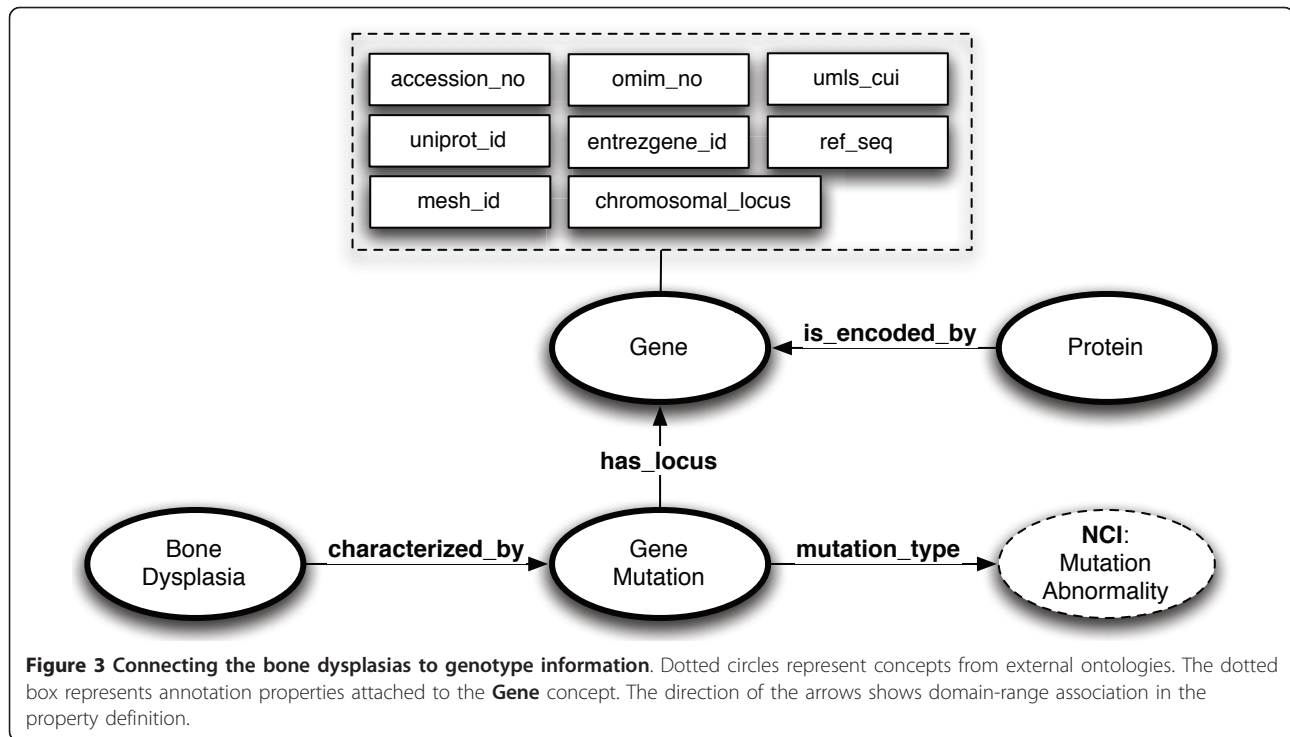 accession_no
omim_no
umls_cui
uniprot_id
entrezgene_id
ref_seq
mesh_id
chromosomal_locus
Gene
is_encoded_by
Protein
has_locus
Bone
Dysplasia
characterized_by
Gene
Mutation
mutation_type
NCI:
Mutation
Abnormality
Figure 3 Connecting the bone dysplasias to genotype information. Dotted circles represent concepts from external ontologies. The dotted
box represents annotation properties attached to the Gene concept. The direction of the arrows shows domain-range association in the
property definition.